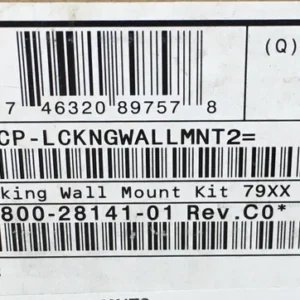 (Q)
7 46320 89757 8
CP-LCKNGWALLMNT2=
king Wall Mount Kit 79XX
800-28141-01 Rev.C0*